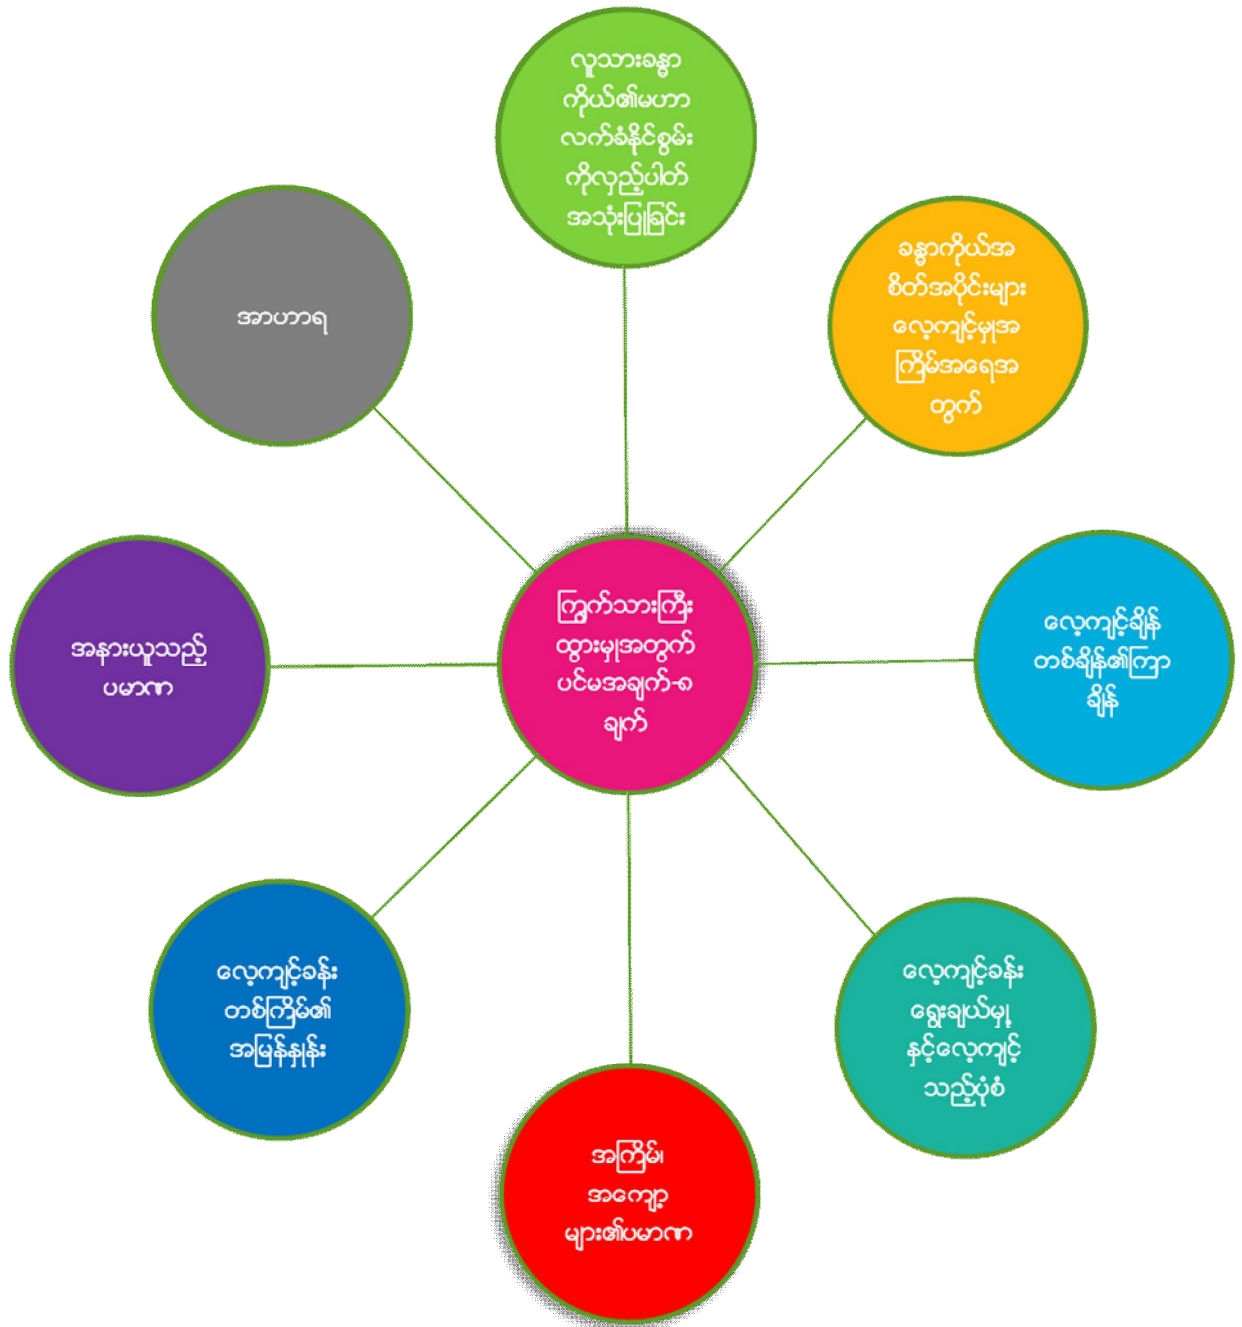 လူသားခန္ဓာ
ကိုယ်၏မဟာ
လက်ခံနိုင်စွမ်း
ကိုလှည့်ပါတ်
အသုံးပြုခြင်း
ခန္ဓာကိုယ်အ
စိတ်အပိုင်းများ
လေ့ကျင့်မှုအ
ကြိမ်အရေအ
တွက်
လေ့ကျင့်ချိန်
တစ်ချိန်၏ကြာ
ချိန်
လေ့ကျင့်ခန်း
ရွေးချယ်မှု့
နှင့်လေ့ကျင့်
သည့်ပုံစံ
အကြိမ်၊
အကျော့
များ၏ပမာဏ
လေ့ကျင့်ခန်း
တစ်ကြိမ်၏
အမြန်နှုန်း
အနားယူသည့်
ပမာဏ
အာဟာရ
ကြွက်သားကြီး
ထွားမှုအတွက်
ပင်မအချက်-၈
ချက်